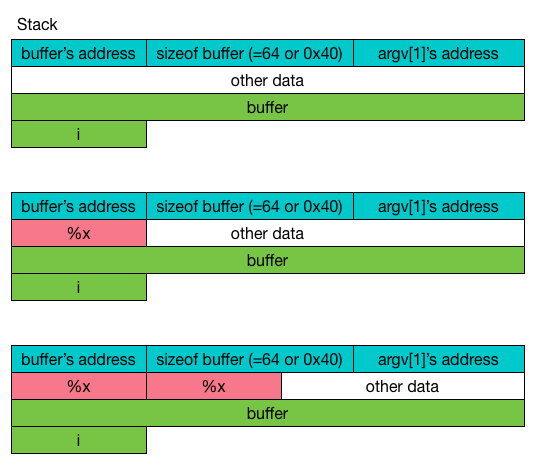 Stack
buffer’s address sizeof buffer (=64 or 0x40) argv[1]’s address
other data
buffer
i
buffer’s address sizeof buffer (=64 or 0x40) argv[1]’s address
%x other data
buffer
i
buffer’s address sizeof buffer (=64 or 0x40) argv[1]’s address
%x %x other data
buffer
i